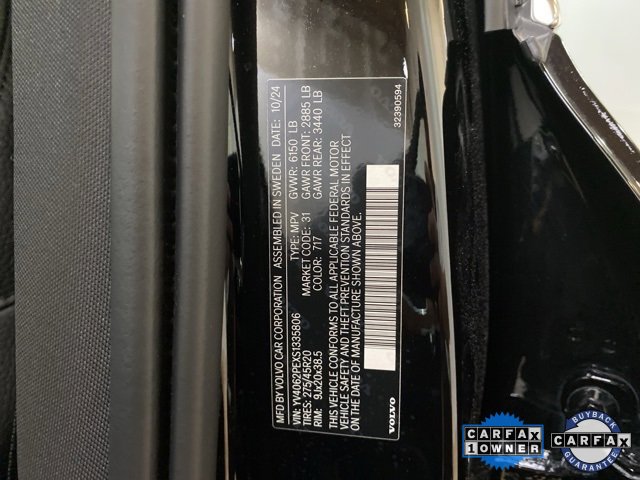 MFD BY VOLVO CAR CORPORATION ASSEMBLED IN SWEDEN DATE: 10/24
VIN: YV4062PEXS1335806 TYPE: MPV GVWR: 6150 LB
TIRES: 275/45R20 MARKET CODE: 31 GAWR FRONT: 2885 LB
RIM: 9Jx20x38.5 COLOR: 717 GAWR REAR: 3440 LB
THIS VEHICLE CONFORMS TO ALL APPLICABLE FEDERAL MOTOR
VEHICLE SAFETY AND THEFT PREVENTION STANDARDS IN EFFECT
ON THE DATE OF MANUFACTURE SHOWN ABOVE.
VOLVO 32390594
CARFAX
1 OWNER
BUYBACK
CARFAX
GUARANTEE